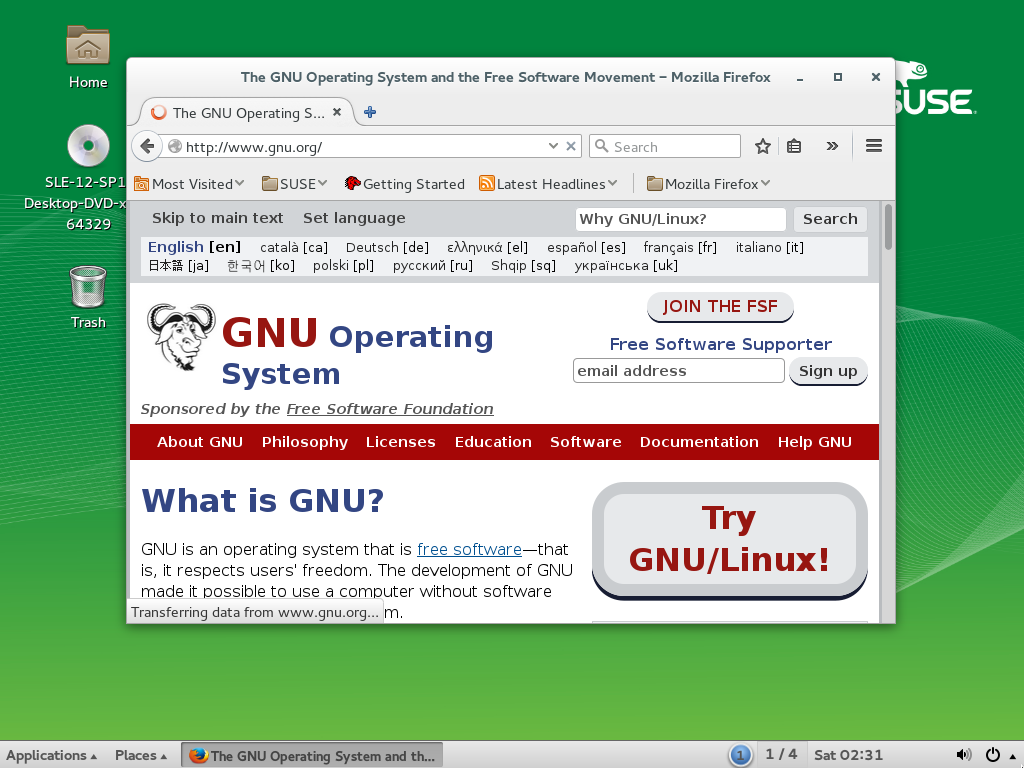 Home
SLE-12-SP1
Desktop-DVD-x
64329
Trash
SUSE
The GNU Operating System and the Free Software Movement – Mozilla Firefox
The GNU Operating S...
http://www.gnu.org/
Search
Most Visited
SUSE
Getting Started
Latest Headlines
Mozilla Firefox
Skip to main text Set language
Why GNU/Linux?
Search
English [en] català [ca] Deutsch [de] ελληνικά [el] español [es] français [fr] italiano [it]
日本語 [ja] 한국어 [ko] polski [pl] русский [ru] Shqip [sq] українська [uk]
JOIN THE FSF
GNU Operating
System
Free Software Supporter
email address
Sign up
Sponsored by the Free Software Foundation
About GNU Philosophy Licenses Education Software Documentation Help GNU
What is GNU?
GNU is an operating system that is free software—that
is, it respects users' freedom. The development of GNU
made it possible to use a computer without software
m.
Try
GNU/Linux!
Transferring data from www.gnu.org...
Applications Places The GNU Operating System and th... 1 1 / 4 Sat 02:31